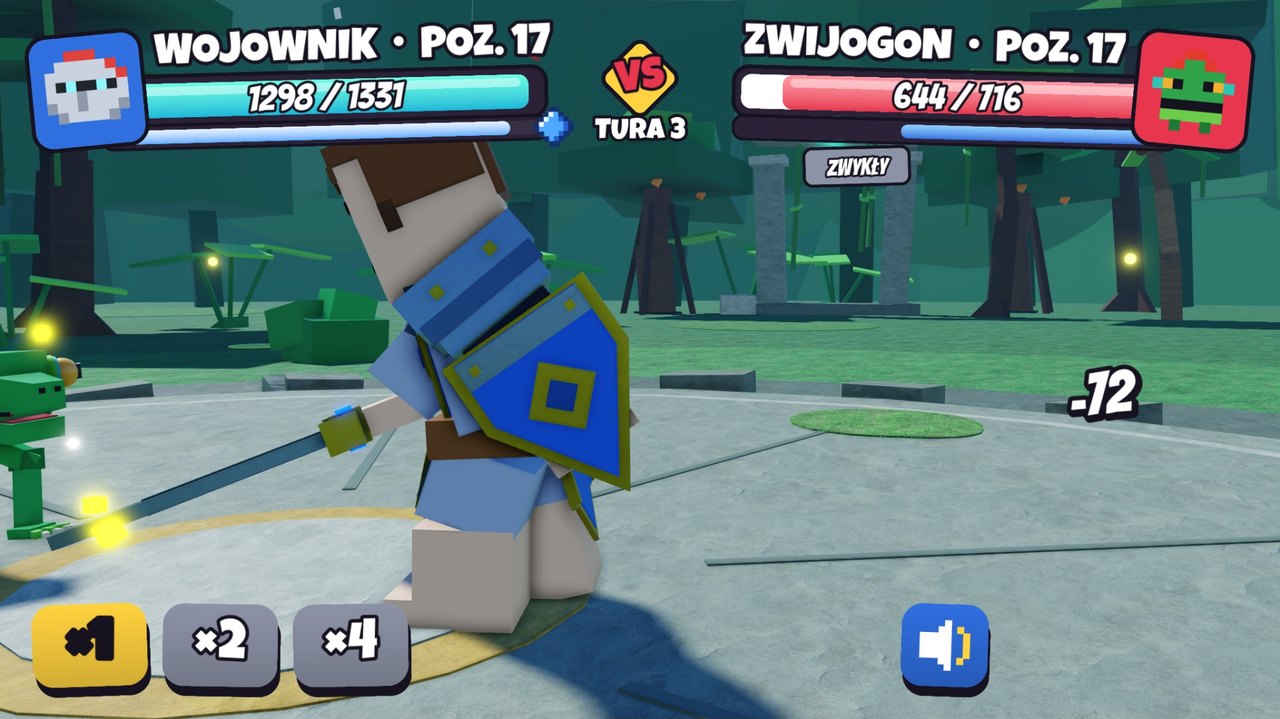 WOJOWNIK • POZ. 17
1298 / 1331
VS
TURA 3
ZWIJOGON • POZ. 17
644 / 716
ZWYKŁY
-72
×1
×2
×4